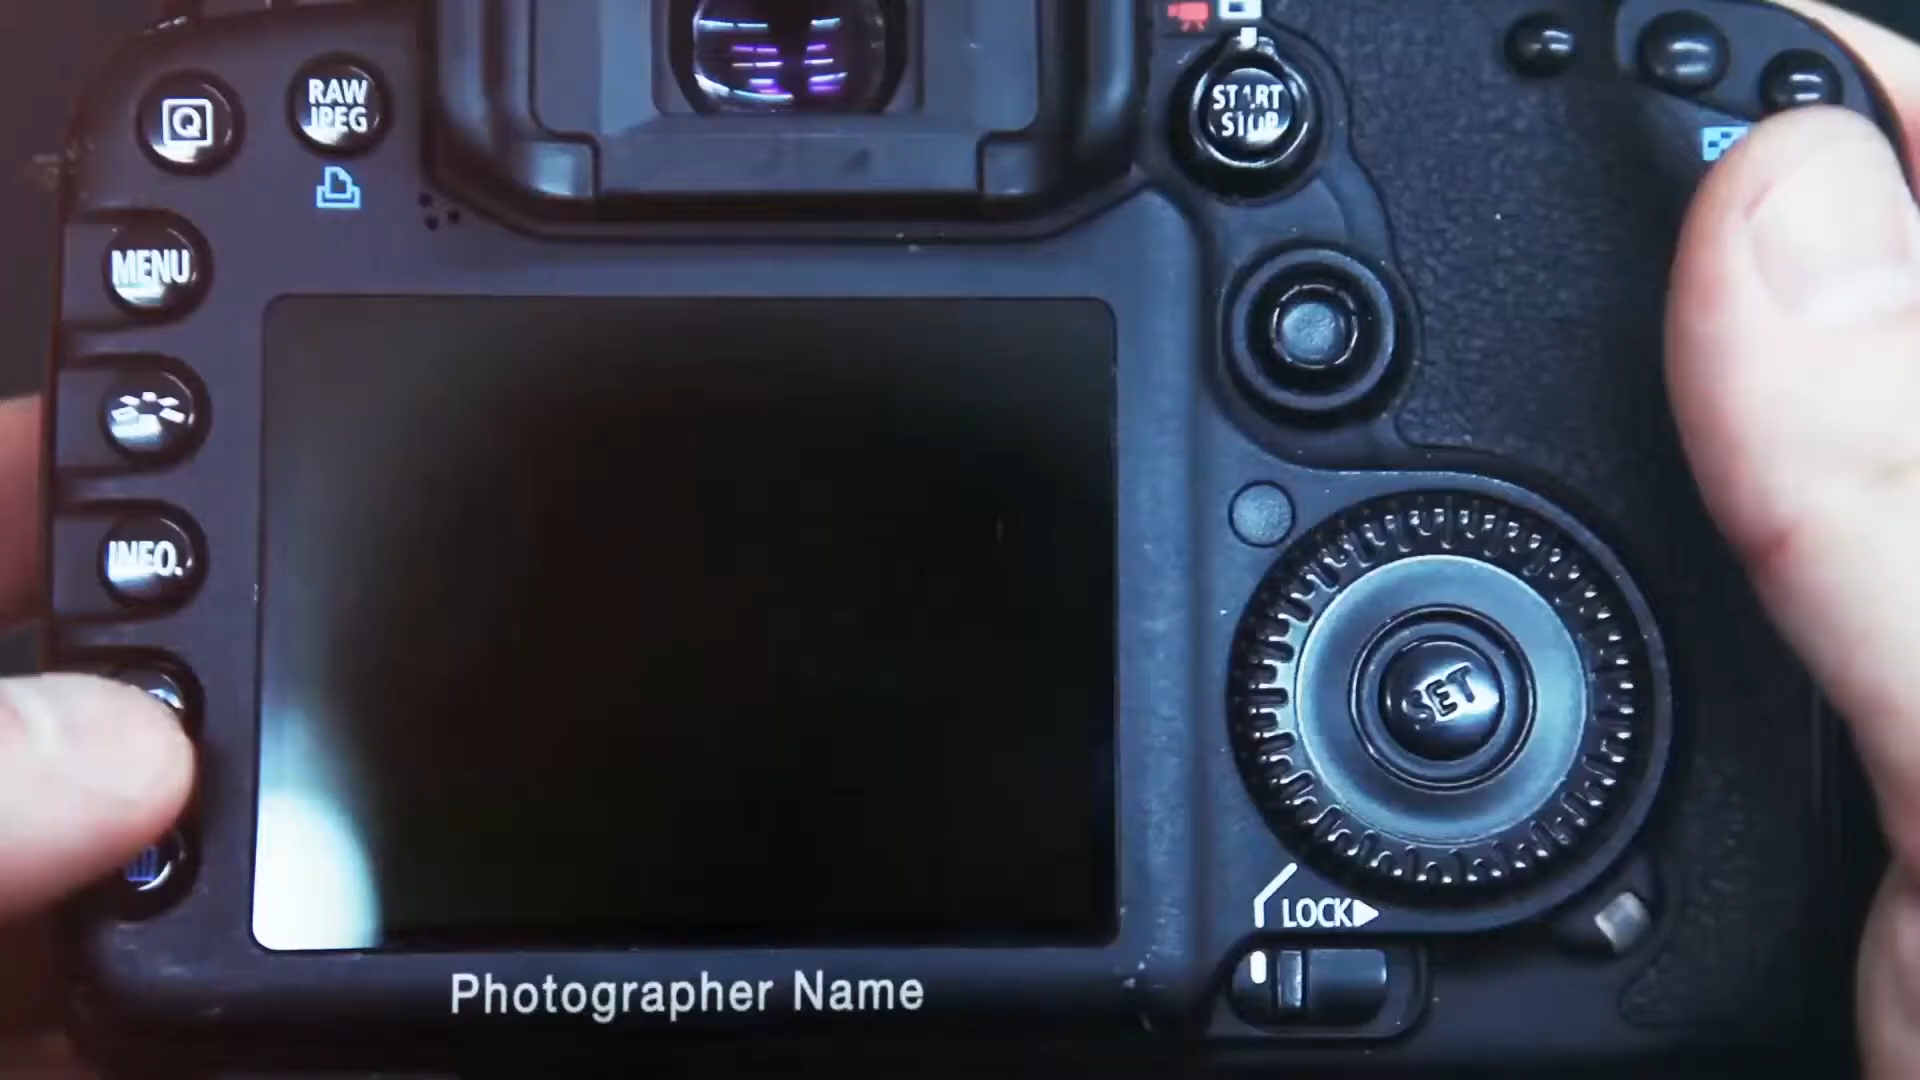 Q
RAW
JPEG
START
STOP
MENU
INFO.
SET
LOCK
Photographer Name